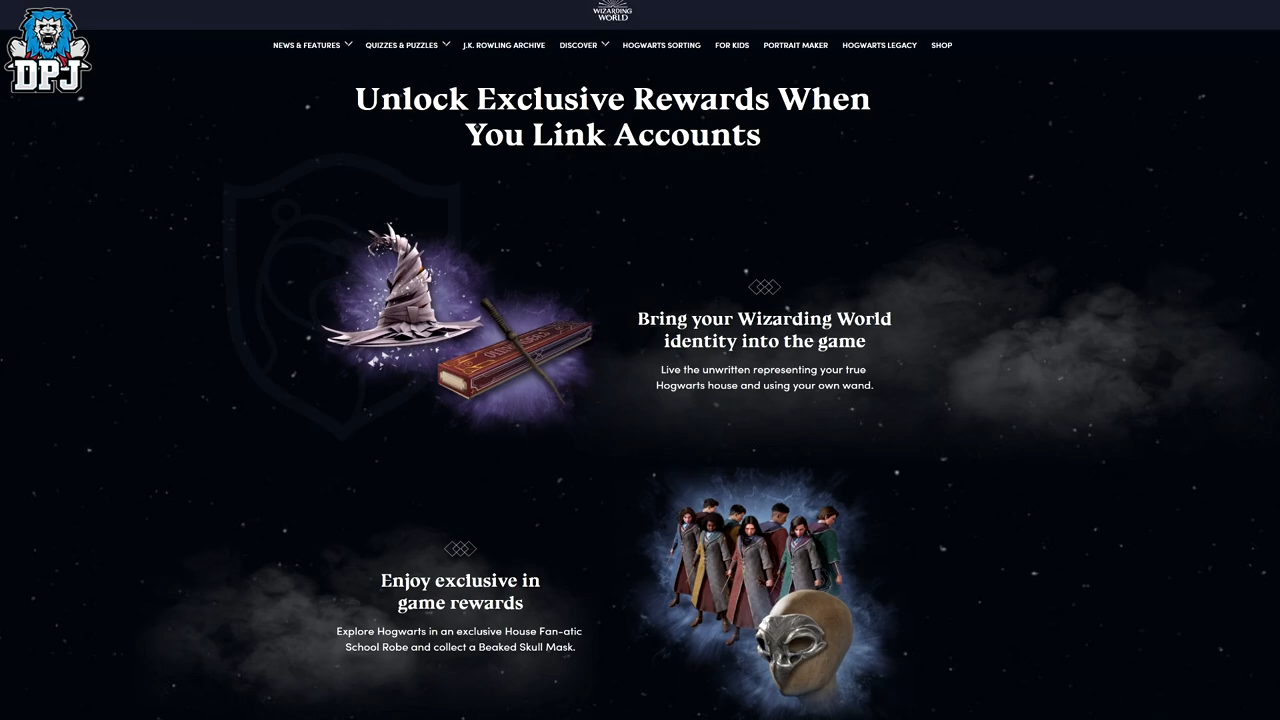 WIZARDING
WORLD
DPJ
NEWS & FEATURES QUIZZES & PUZZLES J.K. ROWLING ARCHIVE DISCOVER HOGWARTS SORTING FOR KIDS PORTRAIT MAKER HOGWARTS LEGACY SHOP
Unlock Exclusive Rewards When
You Link Accounts
Bring your Wizarding World
identity into the game
Live the unwritten representing your true
Hogwarts house and using your own wand.
Enjoy exclusive in
game rewards
Explore Hogwarts in an exclusive House Fan-atic
School Robe and collect a Beaked Skull Mask.